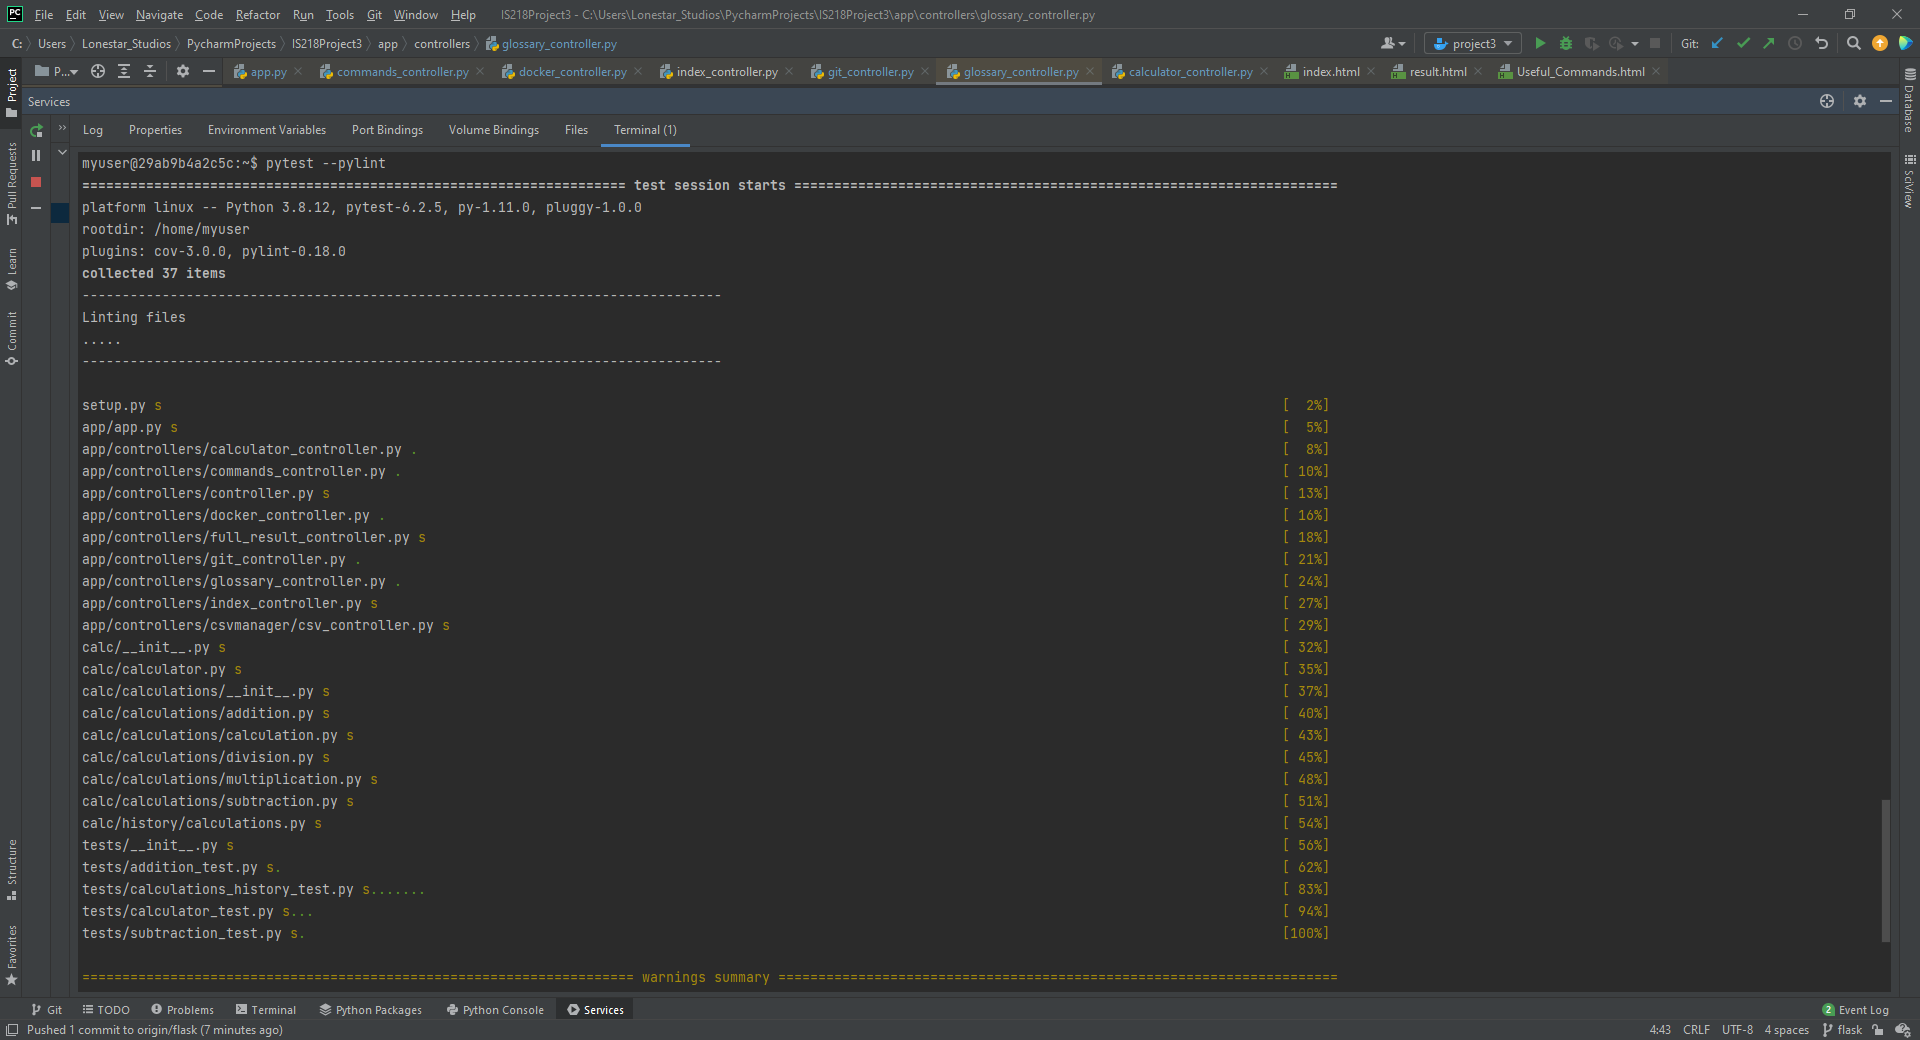 PC File Edit View Navigate Code Refactor Run Tools Git Window Help IS218Project3 - C:\Users\Lonestar_Studios\PycharmProjects\IS218Project3\app\controllers\glossary_controller.py
C: Users Lonestar_Studios PycharmProjects IS218Project3 app controllers glossary_controller.py project3 Git:
P... app.py commands_controller.py docker_controller.py index_controller.py git_controller.py glossary_controller.py calculator_controller.py index.html result.html Useful_Commands.html
Services
Log Properties Environment Variables Port Bindings Volume Bindings Files Terminal (1)
myuser@29ab9b4a2c5c:~$ pytest --pylint
==================================================================== test session starts ====================================================================
platform linux -- Python 3.8.12, pytest-6.2.5, py-1.11.0, pluggy-1.0.0
rootdir: /home/myuser
plugins: cov-3.0.0, pylint-0.18.0
collected 37 items
--------------------------------------------------------------------------------
Linting files
.....
--------------------------------------------------------------------------------
setup.py s [  2%]
app/app.py s [  5%]
app/controllers/calculator_controller.py . [  8%]
app/controllers/commands_controller.py . [ 10%]
app/controllers/controller.py s [ 13%]
app/controllers/docker_controller.py . [ 16%]
app/controllers/full_result_controller.py s [ 18%]
app/controllers/git_controller.py . [ 21%]
app/controllers/glossary_controller.py . [ 24%]
app/controllers/index_controller.py s [ 27%]
app/controllers/csvmanager/csv_controller.py s [ 29%]
calc/__init__.py s [ 32%]
calc/calculator.py s [ 35%]
calc/calculations/__init__.py s [ 37%]
calc/calculations/addition.py s [ 40%]
calc/calculations/calculation.py s [ 43%]
calc/calculations/division.py s [ 45%]
calc/calculations/multiplication.py s [ 48%]
calc/calculations/subtraction.py s [ 51%]
calc/history/calculations.py s [ 54%]
tests/__init__.py s [ 56%]
tests/addition_test.py s. [ 62%]
tests/calculations_history_test.py s....... [ 83%]
tests/calculator_test.py s... [ 94%]
tests/subtraction_test.py s. [100%]
===================================================================== warnings summary ======================================================================
Project
Pull Requests
Learn
Commit
Structure
Favorites
Database
SciView
Git TODO Problems Terminal Python Packages Python Console Services 2 Event Log
Pushed 1 commit to origin/flask (7 minutes ago) 4:43 CRLF UTF-8 4 spaces flask